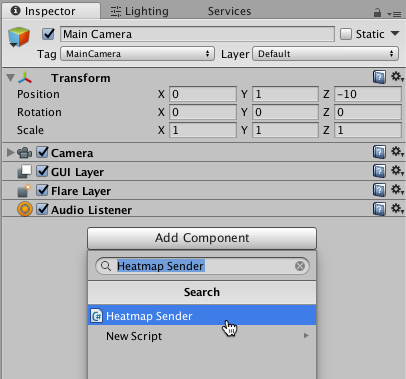 Inspector Lighting Services
Main Camera Static
Tag MainCamera Layer Default
Transform
Position X 0 Y 1 Z -10
Rotation X 0 Y 0 Z 0
Scale X 1 Y 1 Z 1
Camera
GUI Layer
Flare Layer
Audio Listener
Add Component
Heatmap Sender
Search
C# Heatmap Sender
New Script